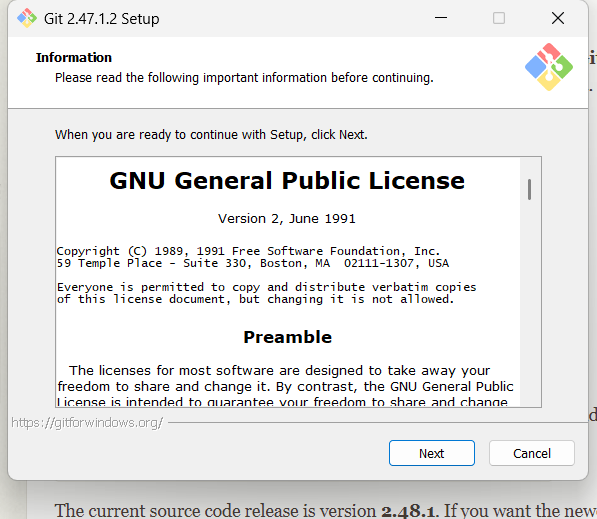 Git 2.47.1.2 Setup
Information
Please read the following important information before continuing.
When you are ready to continue with Setup, click Next.
GNU General Public License
Version 2, June 1991
Copyright (C) 1989, 1991 Free Software Foundation, Inc.
59 Temple Place - Suite 330, Boston, MA  02111-1307, USA
Everyone is permitted to copy and distribute verbatim copies
of this license document, but changing it is not allowed.
Preamble
The licenses for most software are designed to take away your
freedom to share and change it. By contrast, the GNU General Public
License is intended to guarantee your freedom to share and change
https://gitforwindows.org/
Next
Cancel
The current source code release is version 2.48.1. If you want the